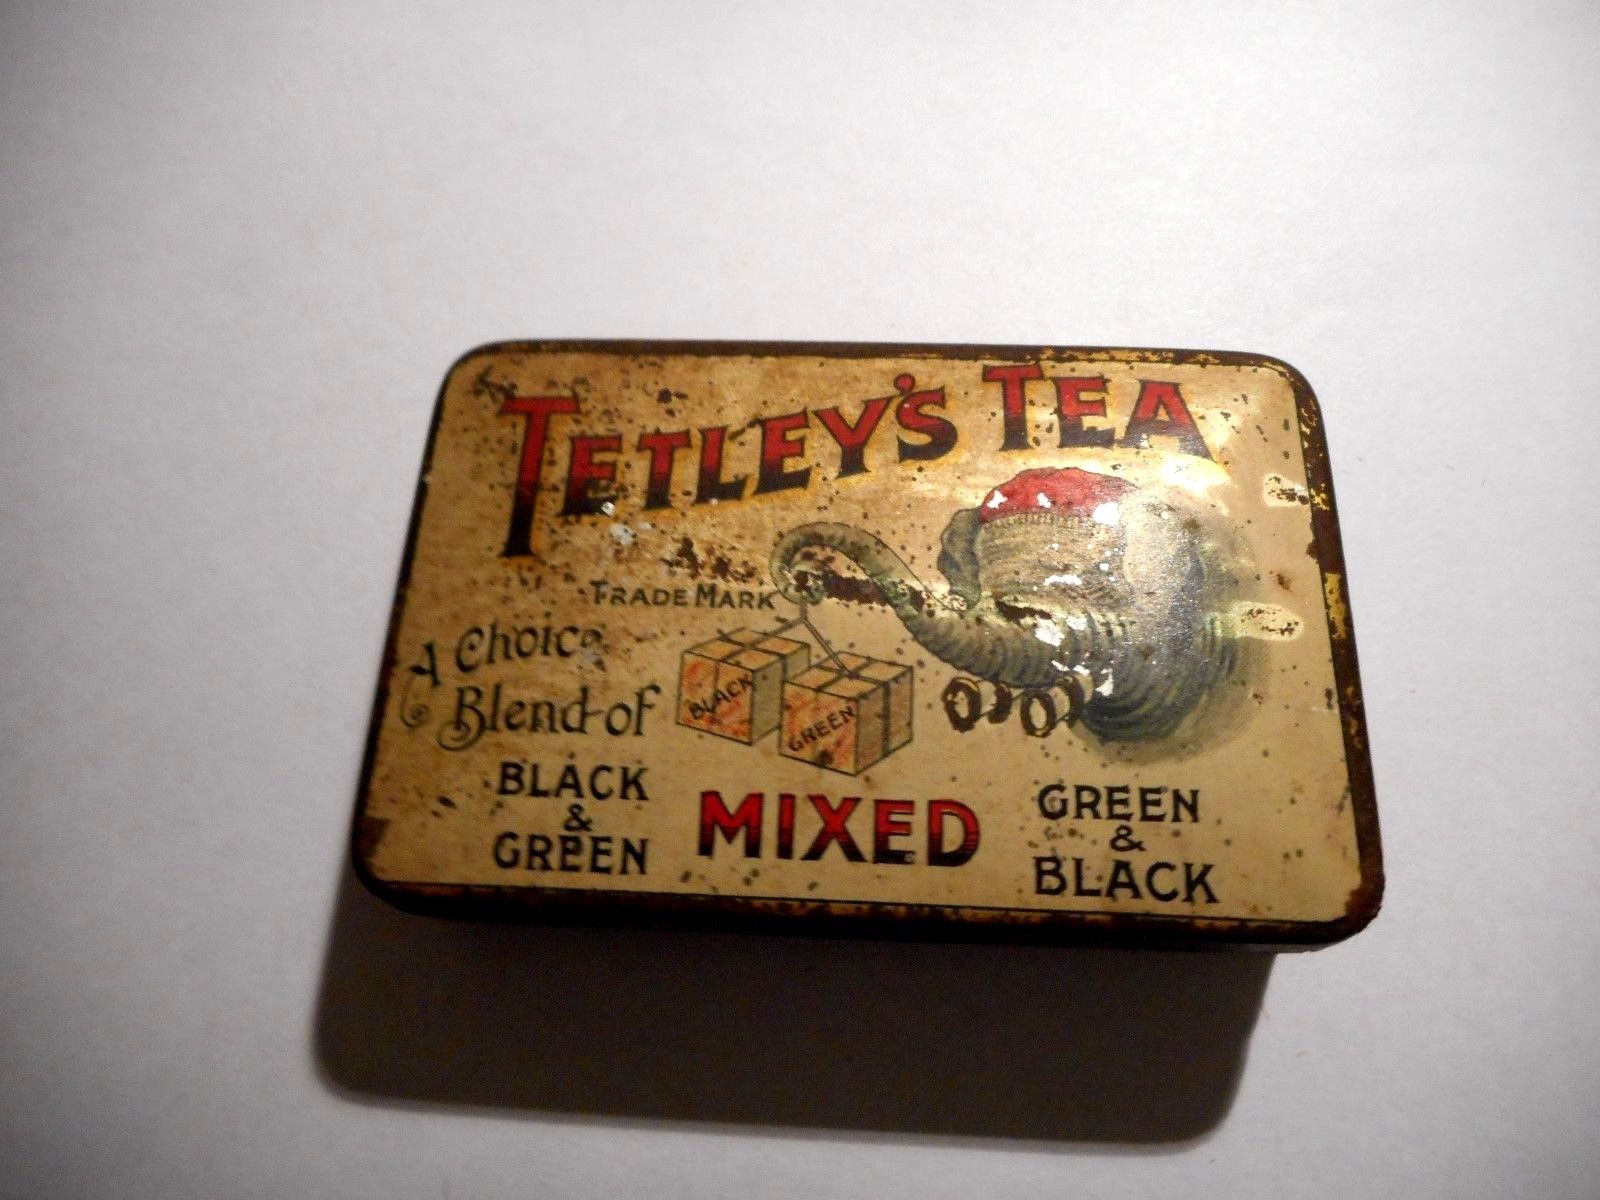 TETLEY'S TEA
TRADE MARK
A Choice
Blend of
BLACK
GREEN
BLACK
&
GREEN
MIXED
GREEN
&
BLACK